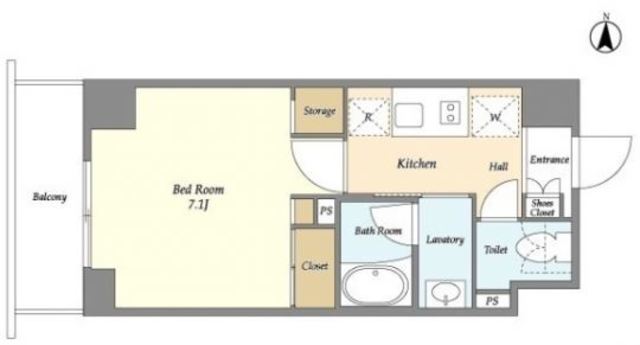 N
Storage
R
W
Kitchen
Hall
Entrance
Bed Room
7.1J
Balcony
PS
Shoes
Closet
Bath Room
Lavatory
Toilet
Closet
PS